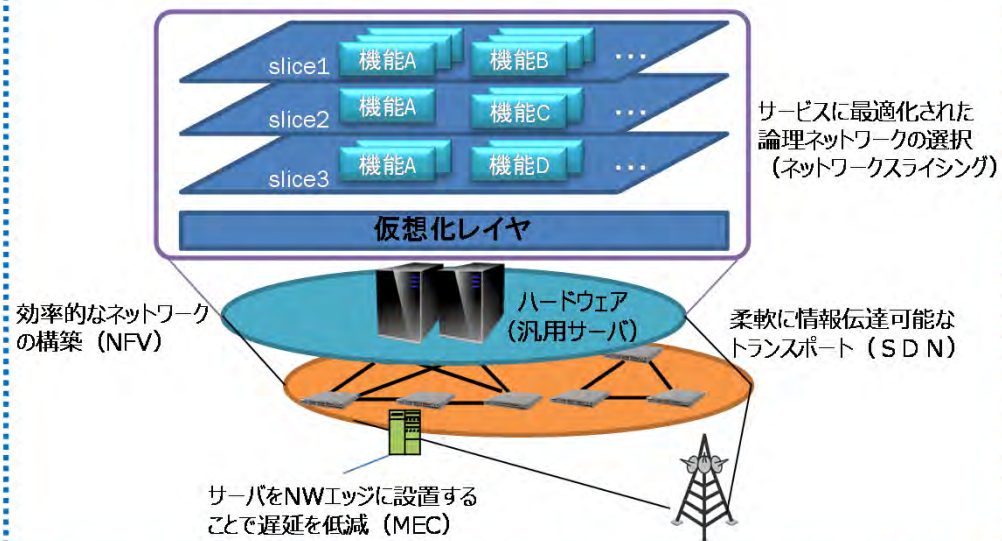 slice1 機能A 機能B …
slice2 機能A 機能C …
slice3 機能A 機能D …
サービスに最適化された
論理ネットワークの選択
（ネットワークスライシング）
仮想化レイヤ
効率的なネットワーク
の構築（NFV）
ハードウェア
（汎用サーバ）
柔軟に情報伝達可能な
トランスポート（ＳＤＮ）
サーバをNWエッジに設置する
ことで遅延を低減（MEC）